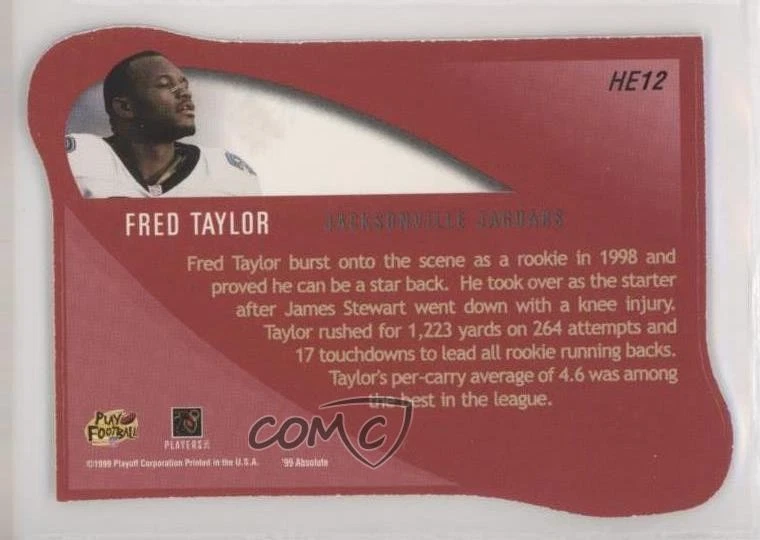 HE12
FRED TAYLOR JACKSONVILLE JAGUARS
Fred Taylor burst onto the scene as a rookie in 1998 and
proved he can be a star back. He took over as the starter
after James Stewart went down with a knee injury.
Taylor rushed for 1,223 yards on 264 attempts and
17 touchdowns to lead all rookie running backs.
Taylor's per-carry average of 4.6 was among
the best in the league.
PLAY
FOOTBALL
PLAYERS INC
COMC
©1999 Playoff Corporation Printed in the U.S.A. '99 Absolute